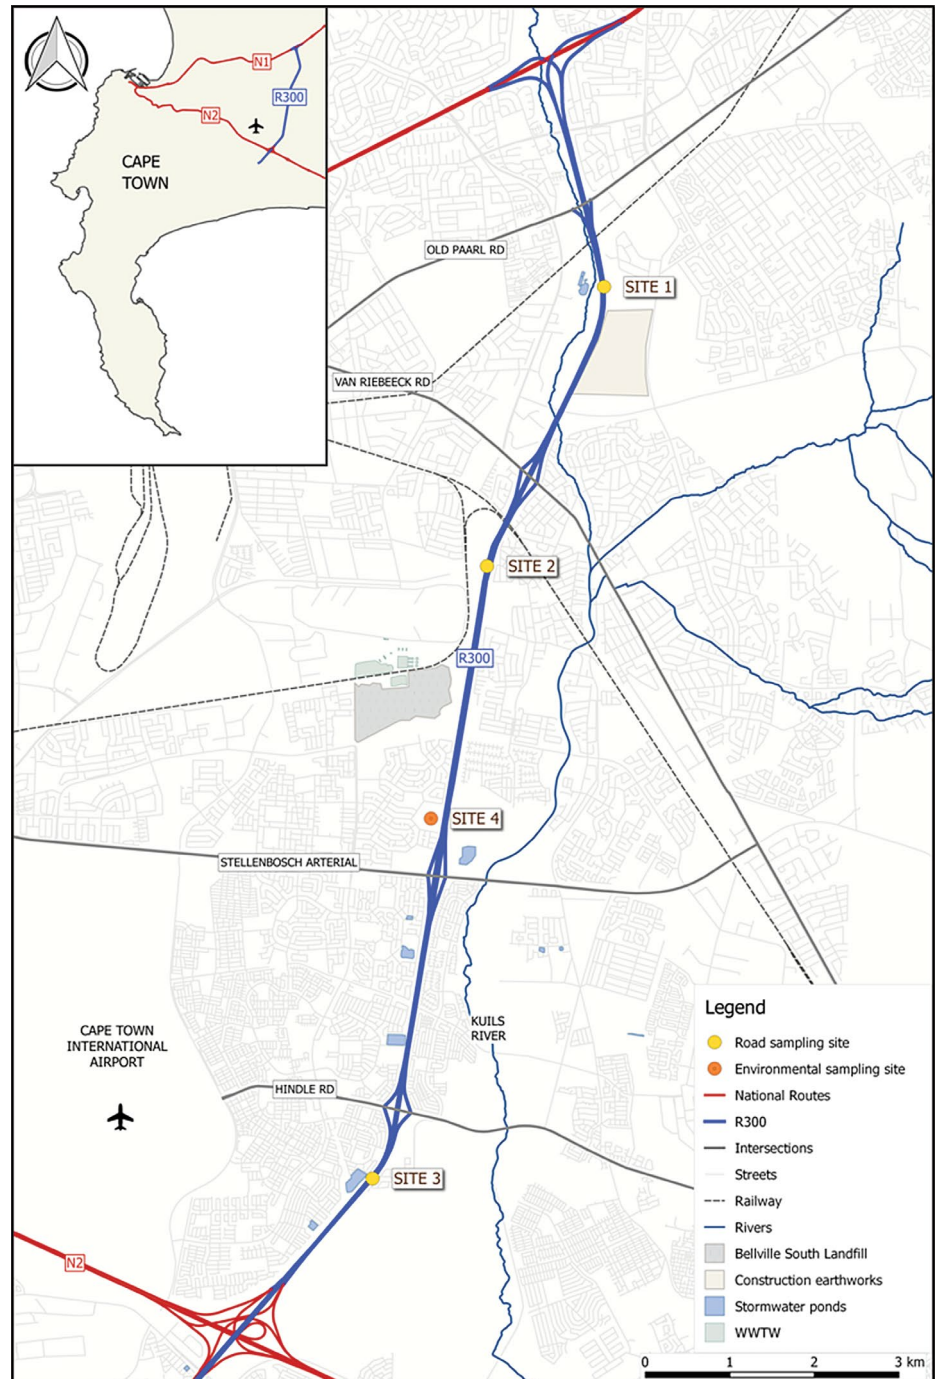 N1
R300
N2
CAPE
TOWN
OLD PAARL RD
SITE 1
VAN RIEBEECK RD
SITE 2
R300
SITE 4
STELLENBOSCH ARTERIAL
KUILS
RIVER
CAPE TOWN
INTERNATIONAL
AIRPORT
HINDLE RD
SITE 3
N2
Legend
Road sampling site
Environmental sampling site
National Routes
R300
Intersections
Streets
Railway
Rivers
Bellville South Landfill
Construction earthworks
Stormwater ponds
WWTW
0 1 2 3 km